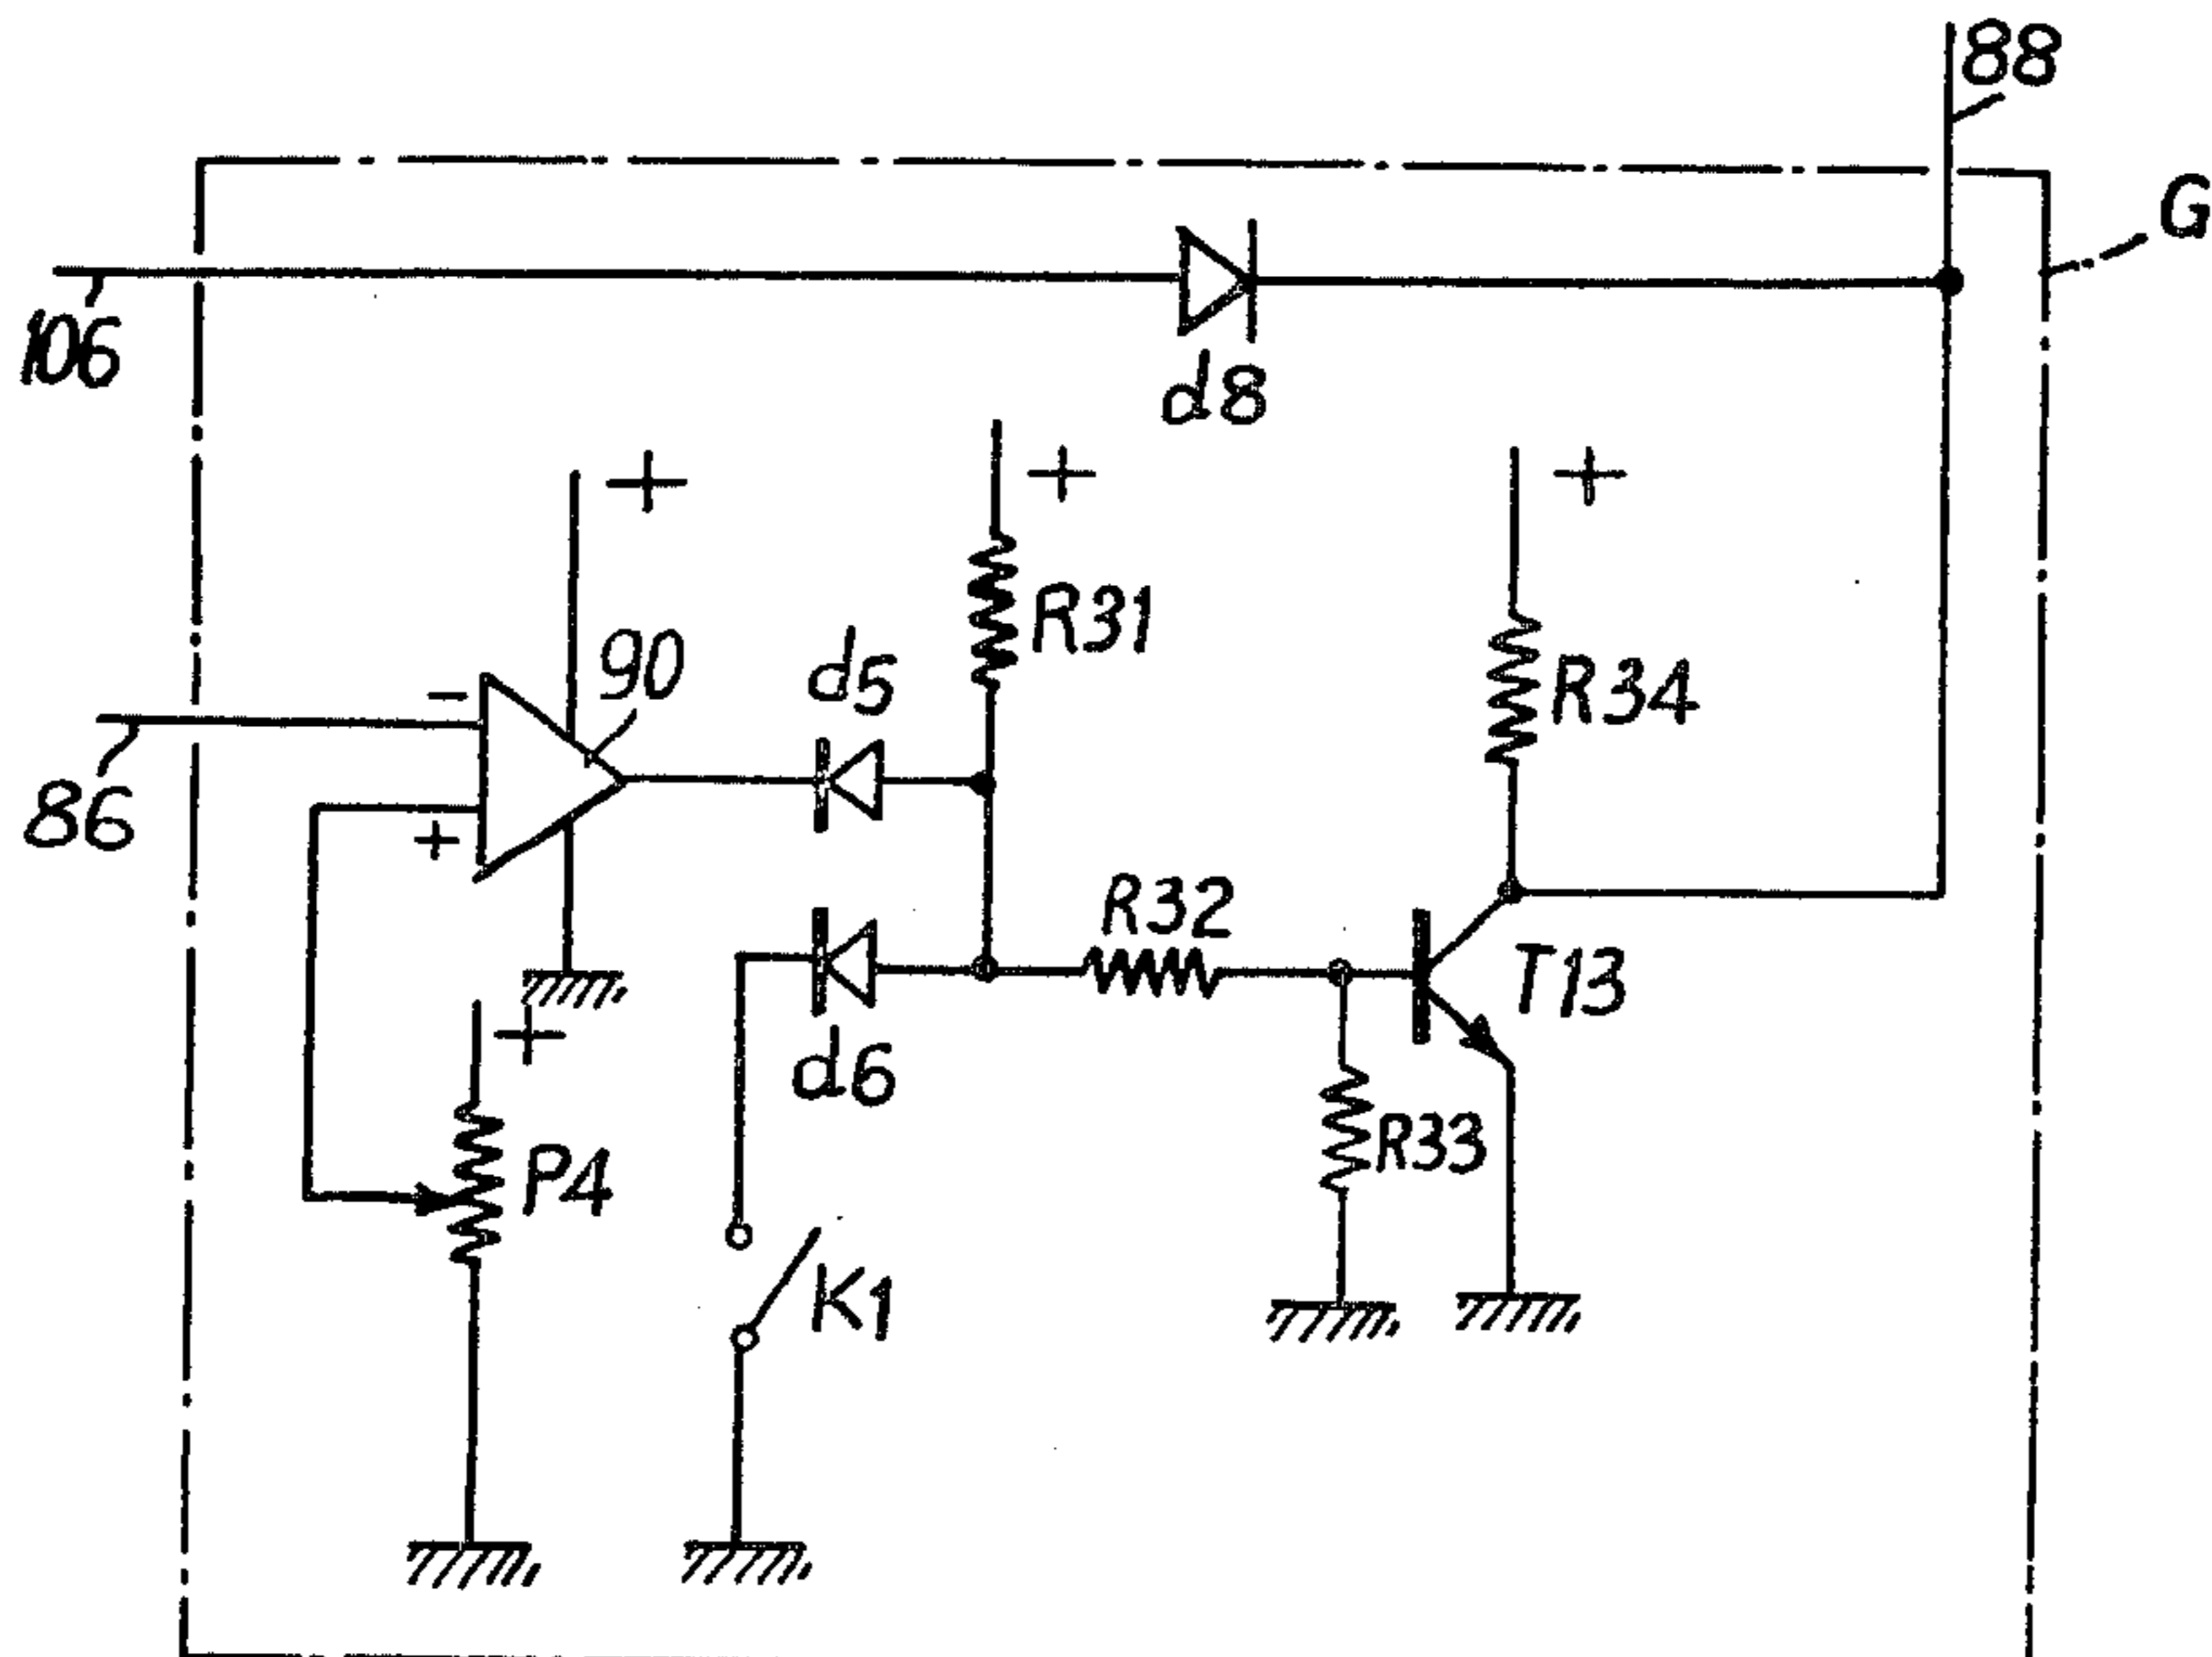 88
G
106
d8
+
+
+
R31
90
d5
R34
-
86
+
R32
T13
+
d6
R33
P4
K1